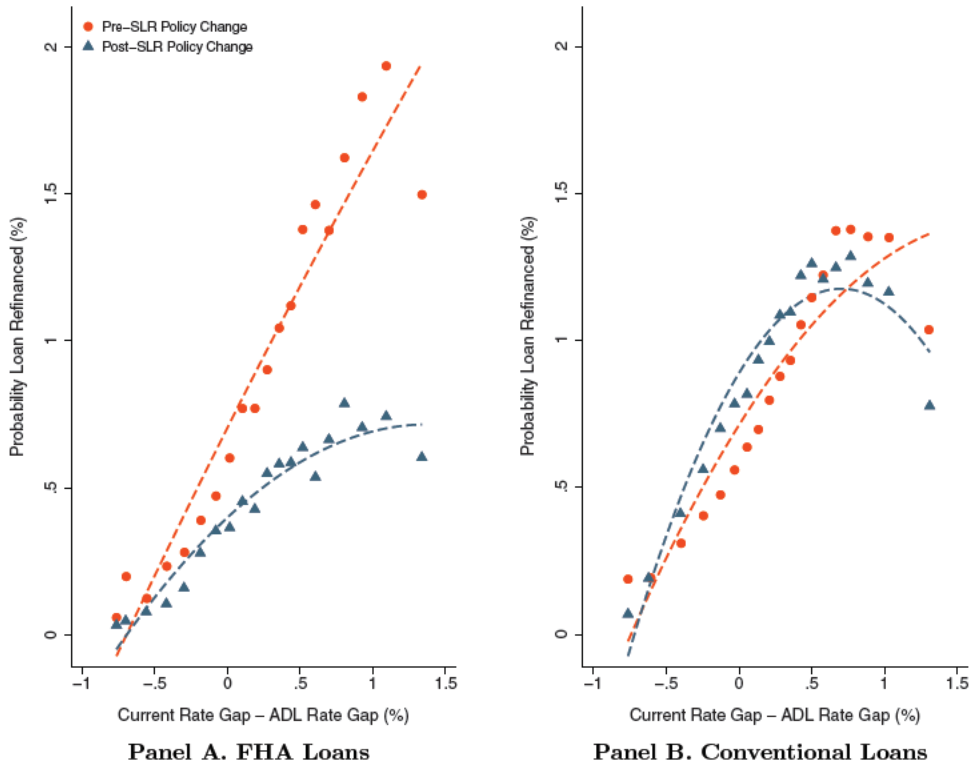 Pre-SLR Policy Change
Post-SLR Policy Change
Probability Loan Refinanced (%)
2
1.5
1
.5
0
−1
−.5
0
.5
1
1.5
Current Rate Gap − ADL Rate Gap (%)
Panel A. FHA Loans
Probability Loan Refinanced (%)
2
1.5
1
.5
0
−1
−.5
0
.5
1
1.5
Current Rate Gap − ADL Rate Gap (%)
Panel B. Conventional Loans